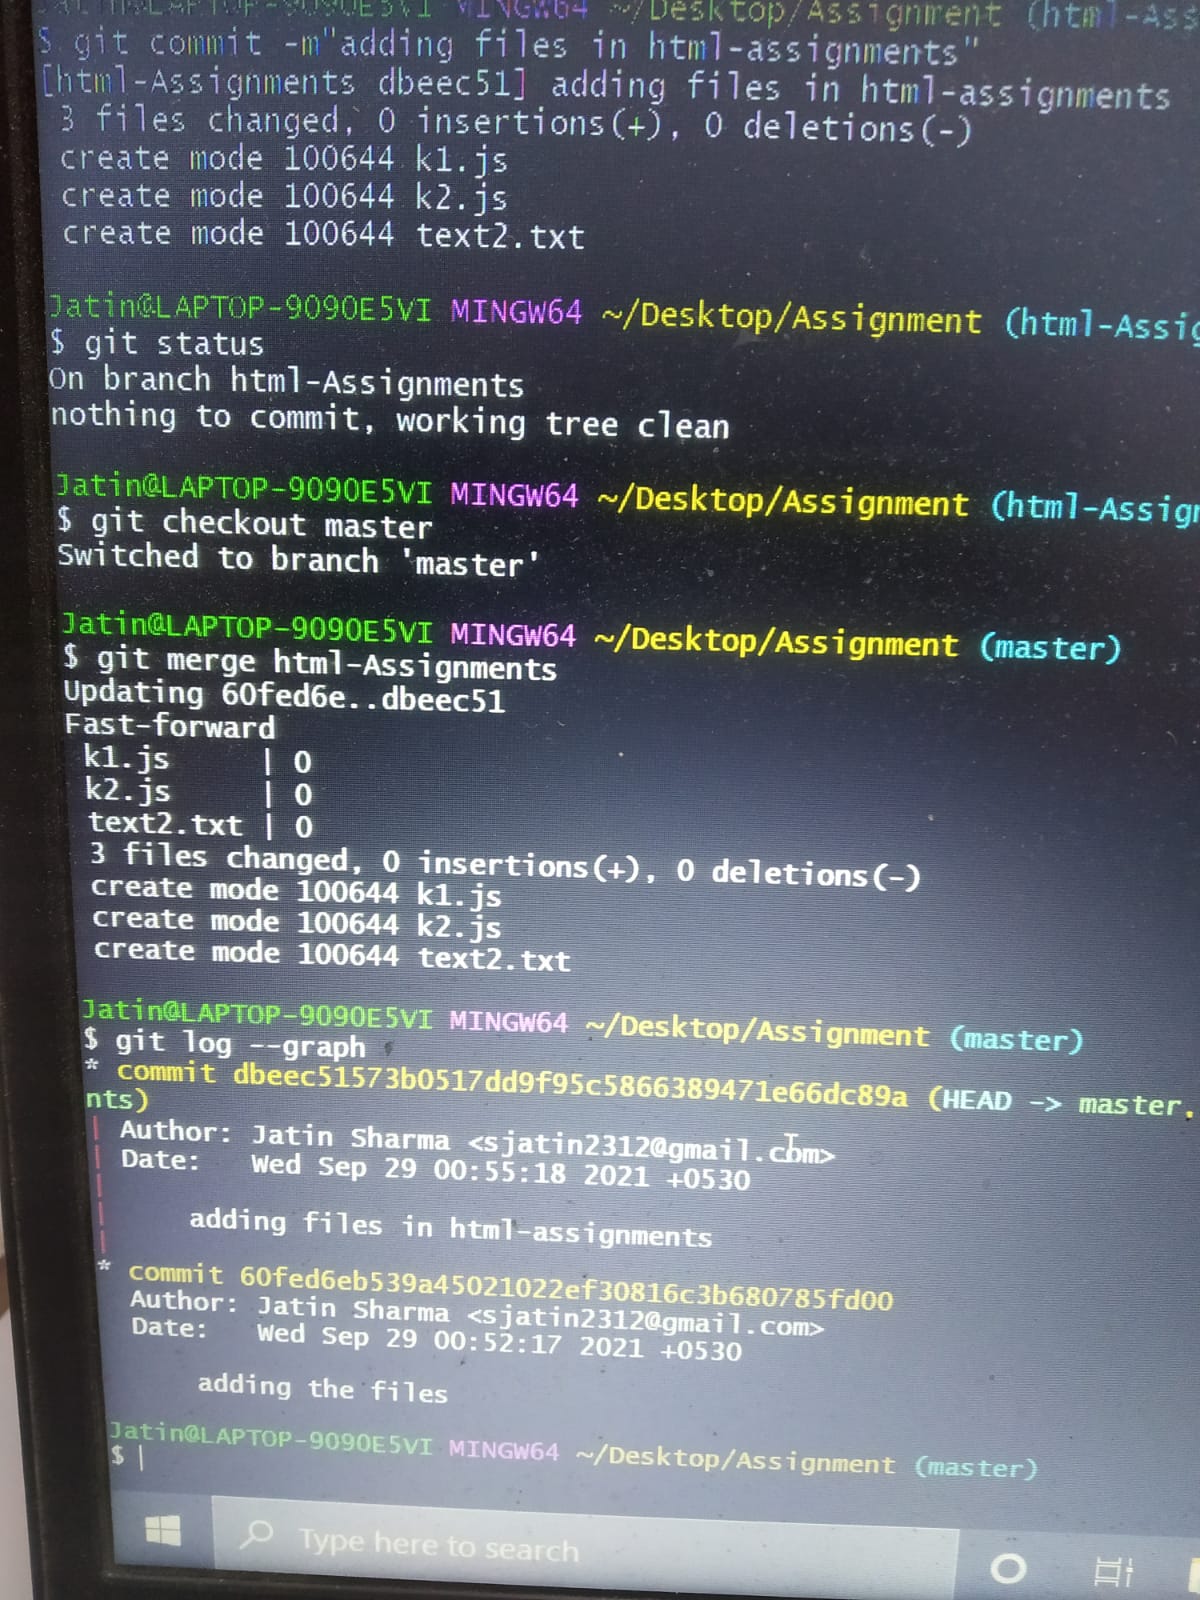 Jatin@LAPTOP-9090E5VI MINGW64 ~/Desktop/Assignment (html-Ass
$ git commit -m"adding files in html-assignments"
[html-Assignments dbeec51] adding files in html-assignments
3 files changed, 0 insertions(+), 0 deletions(-)
create mode 100644 k1.js
create mode 100644 k2.js
create mode 100644 text2.txt
Jatin@LAPTOP-9090E5VI MINGW64 ~/Desktop/Assignment (html-Assig
$ git status
On branch html-Assignments
nothing to commit, working tree clean
Jatin@LAPTOP-9090E5VI MINGW64 ~/Desktop/Assignment (html-Assign
$ git checkout master
Switched to branch 'master'
Jatin@LAPTOP-9090E5VI MINGW64 ~/Desktop/Assignment (master)
$ git merge html-Assignments
Updating 60fed6e..dbeec51
Fast-forward
k1.js | 0
k2.js | 0
text2.txt | 0
3 files changed, 0 insertions(+), 0 deletions(-)
create mode 100644 k1.js
create mode 100644 k2.js
create mode 100644 text2.txt
Jatin@LAPTOP-9090E5VI MINGW64 ~/Desktop/Assignment (master)
$ git log --graph
* commit dbeec51573b0517dd9f95c5866389471e66dc89a (HEAD -> master,
nts)
| Author: Jatin Sharma <sjatin2312@gmail.com>
| Date: Wed Sep 29 00:55:18 2021 +0530
|
| adding files in html-assignments
|
* commit 60fed6eb539a45021022ef30816c3b680785fd00
Author: Jatin Sharma <sjatin2312@gmail.com>
Date: Wed Sep 29 00:52:17 2021 +0530
adding the files
Jatin@LAPTOP-9090E5VI MINGW64 ~/Desktop/Assignment (master)
$
Type here to search